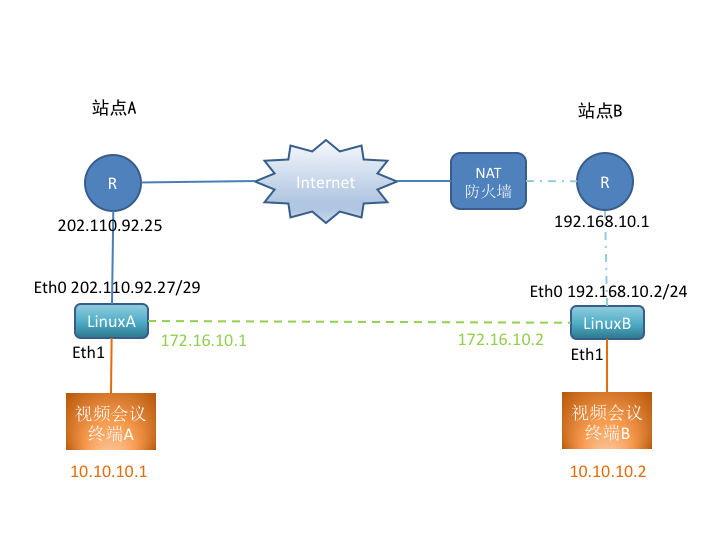 站点A
站点B
R
Internet
NAT
防火墙
R
202.110.92.25
192.168.10.1
Eth0 202.110.92.27/29
Eth0 192.168.10.2/24
LinuxA
LinuxB
172.16.10.1
172.16.10.2
Eth1
Eth1
视频会议
终端A
视频会议
终端B
10.10.10.1
10.10.10.2